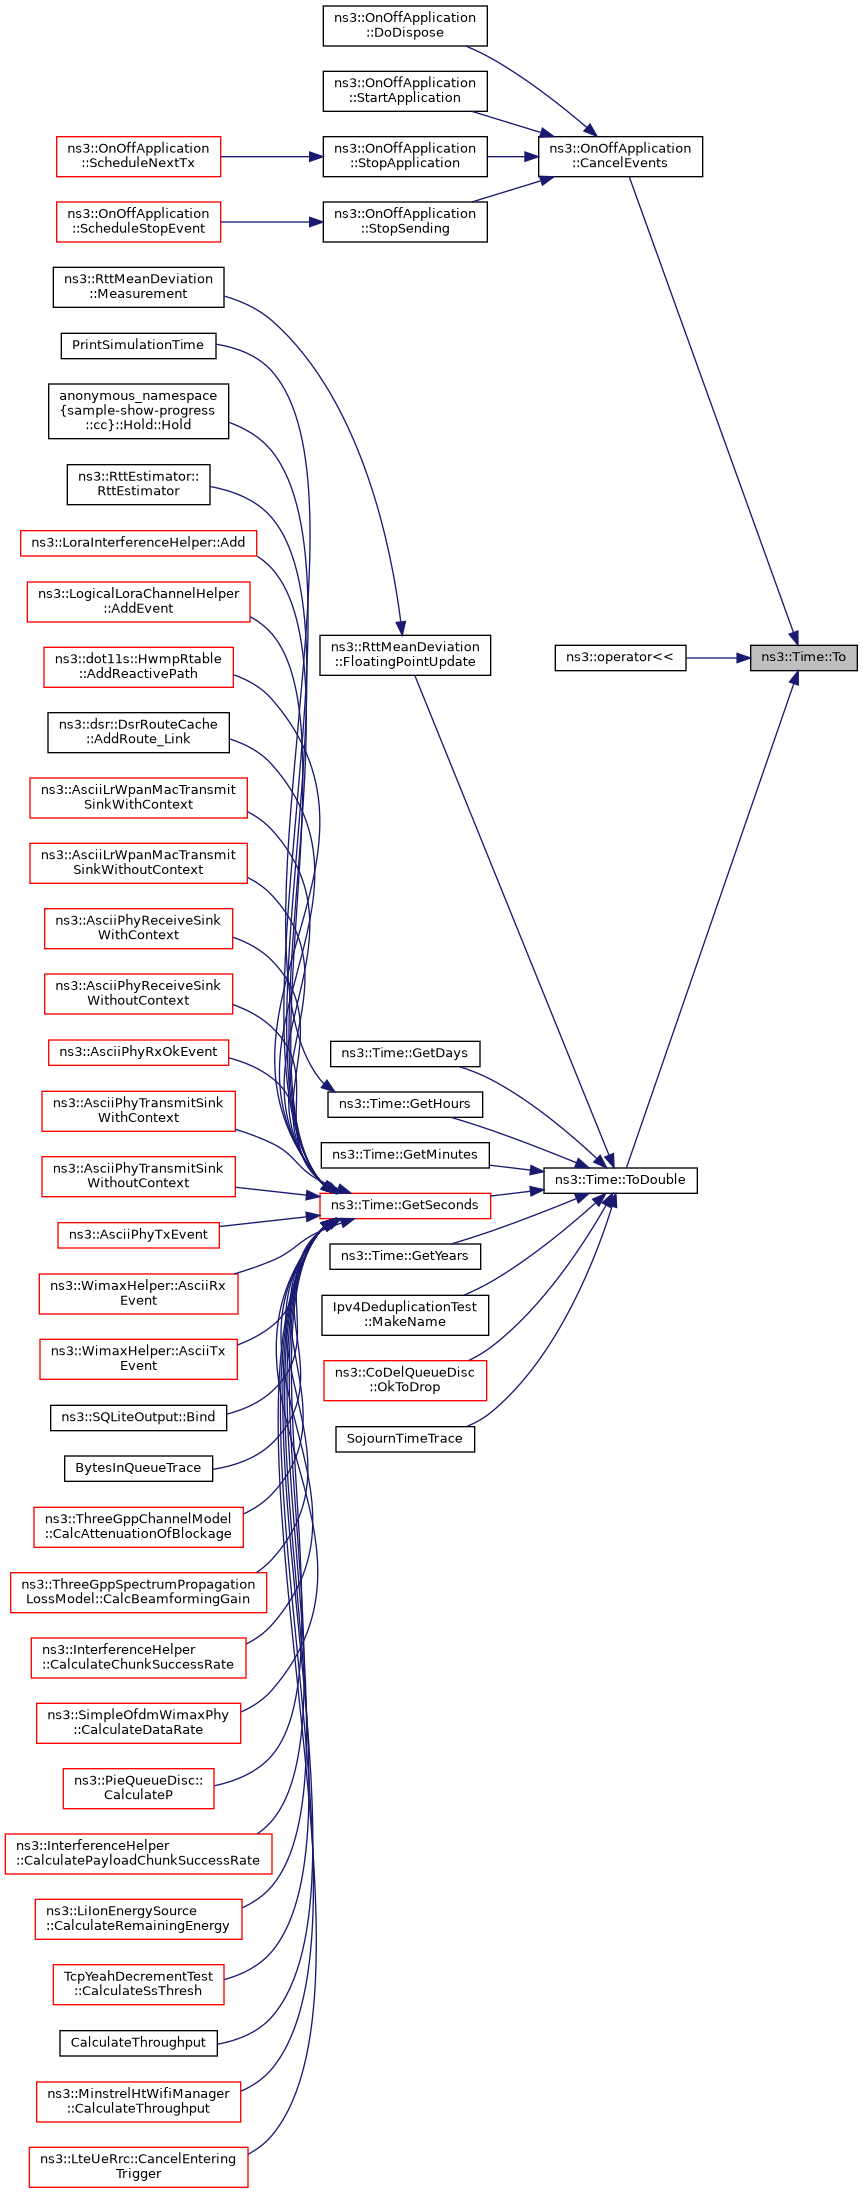 ns3::OnOffApplication
::DoDispose
ns3::OnOffApplication
::StartApplication
ns3::OnOffApplication
::ScheduleNextTx
ns3::OnOffApplication
::StopApplication
ns3::OnOffApplication
::CancelEvents
ns3::OnOffApplication
::ScheduleStopEvent
ns3::OnOffApplication
::StopSending
ns3::RttMeanDeviation
::Measurement
PrintSimulationTime
anonymous_namespace
{sample-show-progress
::cc}::Hold::Hold
ns3::RttEstimator::
RttEstimator
ns3::LoraInterferenceHelper::Add
ns3::LogicalLoraChannelHelper
::AddEvent
ns3::dot11s::HwmpRtable
::AddReactivePath
ns3::RttMeanDeviation
::FloatingPointUpdate
ns3::operator<<
ns3::Time::To
ns3::dsr::DsrRouteCache
::AddRoute_Link
ns3::AsciiLrWpanMacTransmit
SinkWithContext
ns3::AsciiLrWpanMacTransmit
SinkWithoutContext
ns3::AsciiPhyReceiveSink
WithContext
ns3::AsciiPhyReceiveSink
WithoutContext
ns3::AsciiPhyRxOkEvent
ns3::Time::GetDays
ns3::AsciiPhyTransmitSink
WithContext
ns3::Time::GetHours
ns3::Time::GetMinutes
ns3::AsciiPhyTransmitSink
WithoutContext
ns3::Time::ToDouble
ns3::Time::GetSeconds
ns3::AsciiPhyTxEvent
ns3::Time::GetYears
ns3::WimaxHelper::AsciiRx
Event
Ipv4DeduplicationTest
::MakeName
ns3::WimaxHelper::AsciiTx
Event
ns3::CoDelQueueDisc
::OkToDrop
ns3::SQLiteOutput::Bind
SojournTimeTrace
BytesInQueueTrace
ns3::ThreeGppChannelModel
::CalcAttenuationOfBlockage
ns3::ThreeGppSpectrumPropagation
LossModel::CalcBeamformingGain
ns3::InterferenceHelper
::CalculateChunkSuccessRate
ns3::SimpleOfdmWimaxPhy
::CalculateDataRate
ns3::PieQueueDisc::
CalculateP
ns3::InterferenceHelper
::CalculatePayloadChunkSuccessRate
ns3::LiIonEnergySource
::CalculateRemainingEnergy
TcpYeahDecrementTest
::CalculateSsThresh
CalculateThroughput
ns3::MinstrelHtWifiManager
::CalculateThroughput
ns3::LteUeRrc::CancelEntering
Trigger